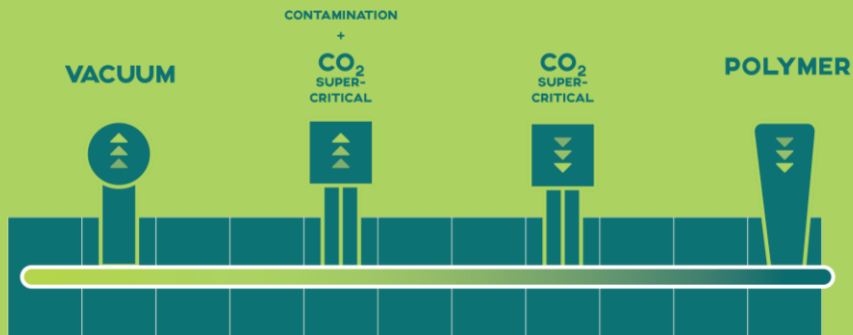 VACUUM
CONTAMINATION
+
CO₂
SUPER-
CRITICAL
CO₂
SUPER-
CRITICAL
POLYMER